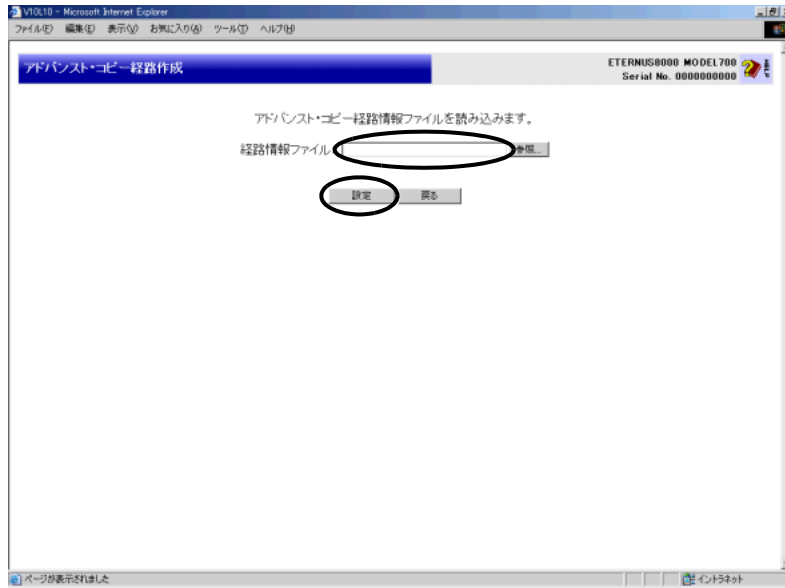 V10L10 - Microsoft Internet Explorer
ファイル(F) 編集(E) 表示(V) お気に入り(A) ツール(T) ヘルプ(H)
アドバンスト・コピー経路作成
ETERNUS8000 MODEL700
Serial No. 0000000000
HELP
アドバンスト・コピー経路情報ファイルを読み込みます。
経路情報ファイル 参照...
設定 戻る
ページが表示されました イントラネット